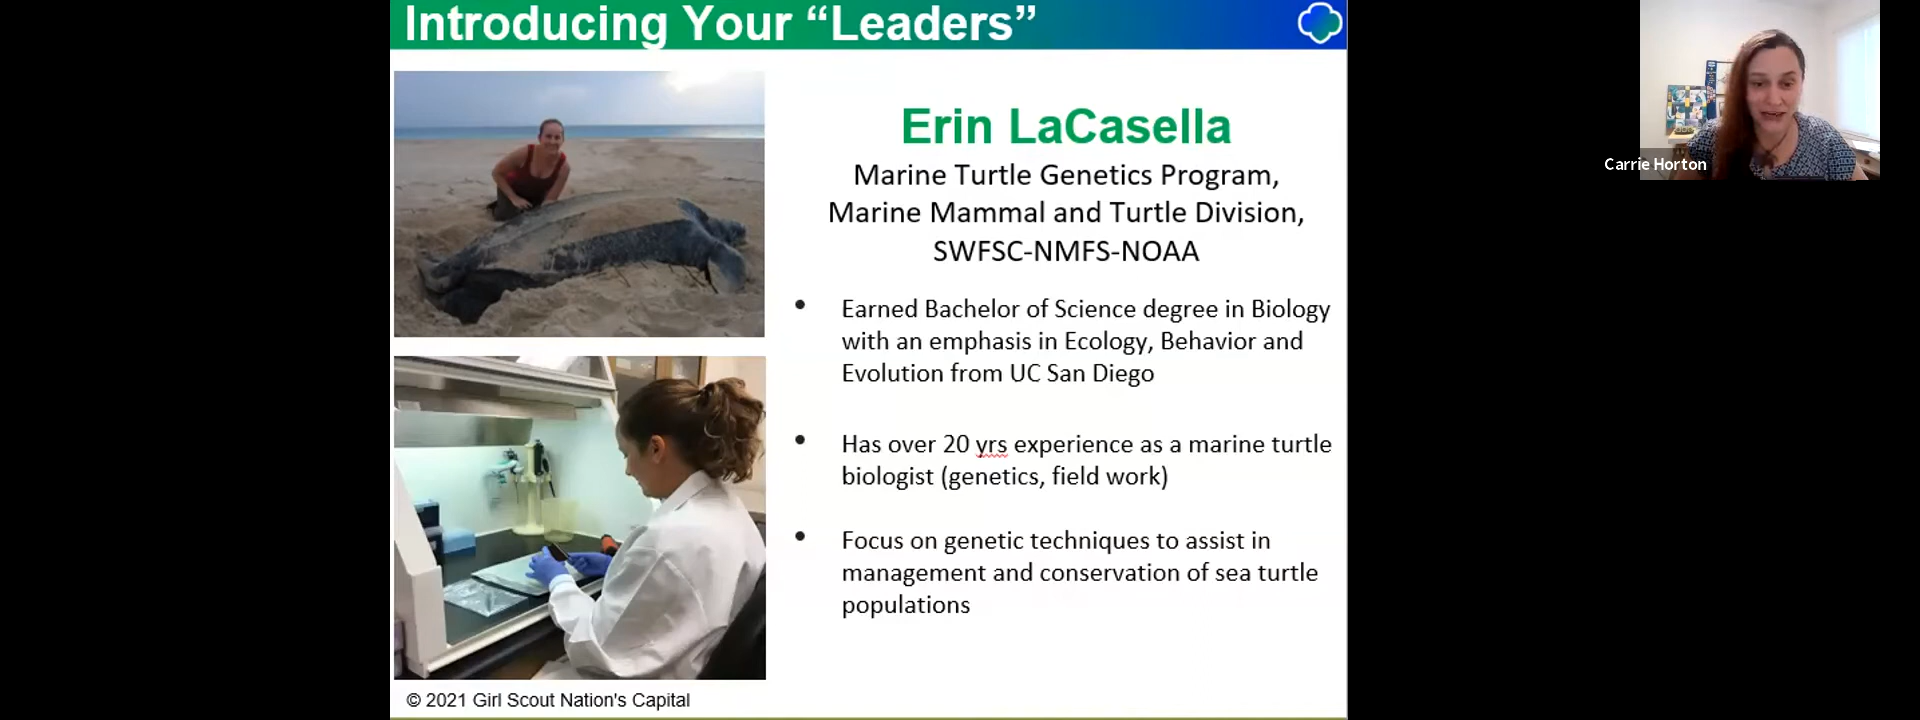 Introducing Your “Leaders”
Erin LaCasella
Marine Turtle Genetics Program,
Marine Mammal and Turtle Division,
SWFSC-NMFS-NOAA
• Earned Bachelor of Science degree in Biology
with an emphasis in Ecology, Behavior and
Evolution from UC San Diego
• Has over 20 yrs experience as a marine turtle
biologist (genetics, field work)
• Focus on genetic techniques to assist in
management and conservation of sea turtle
populations
© 2021 Girl Scout Nation's Capital
Carrie Horton